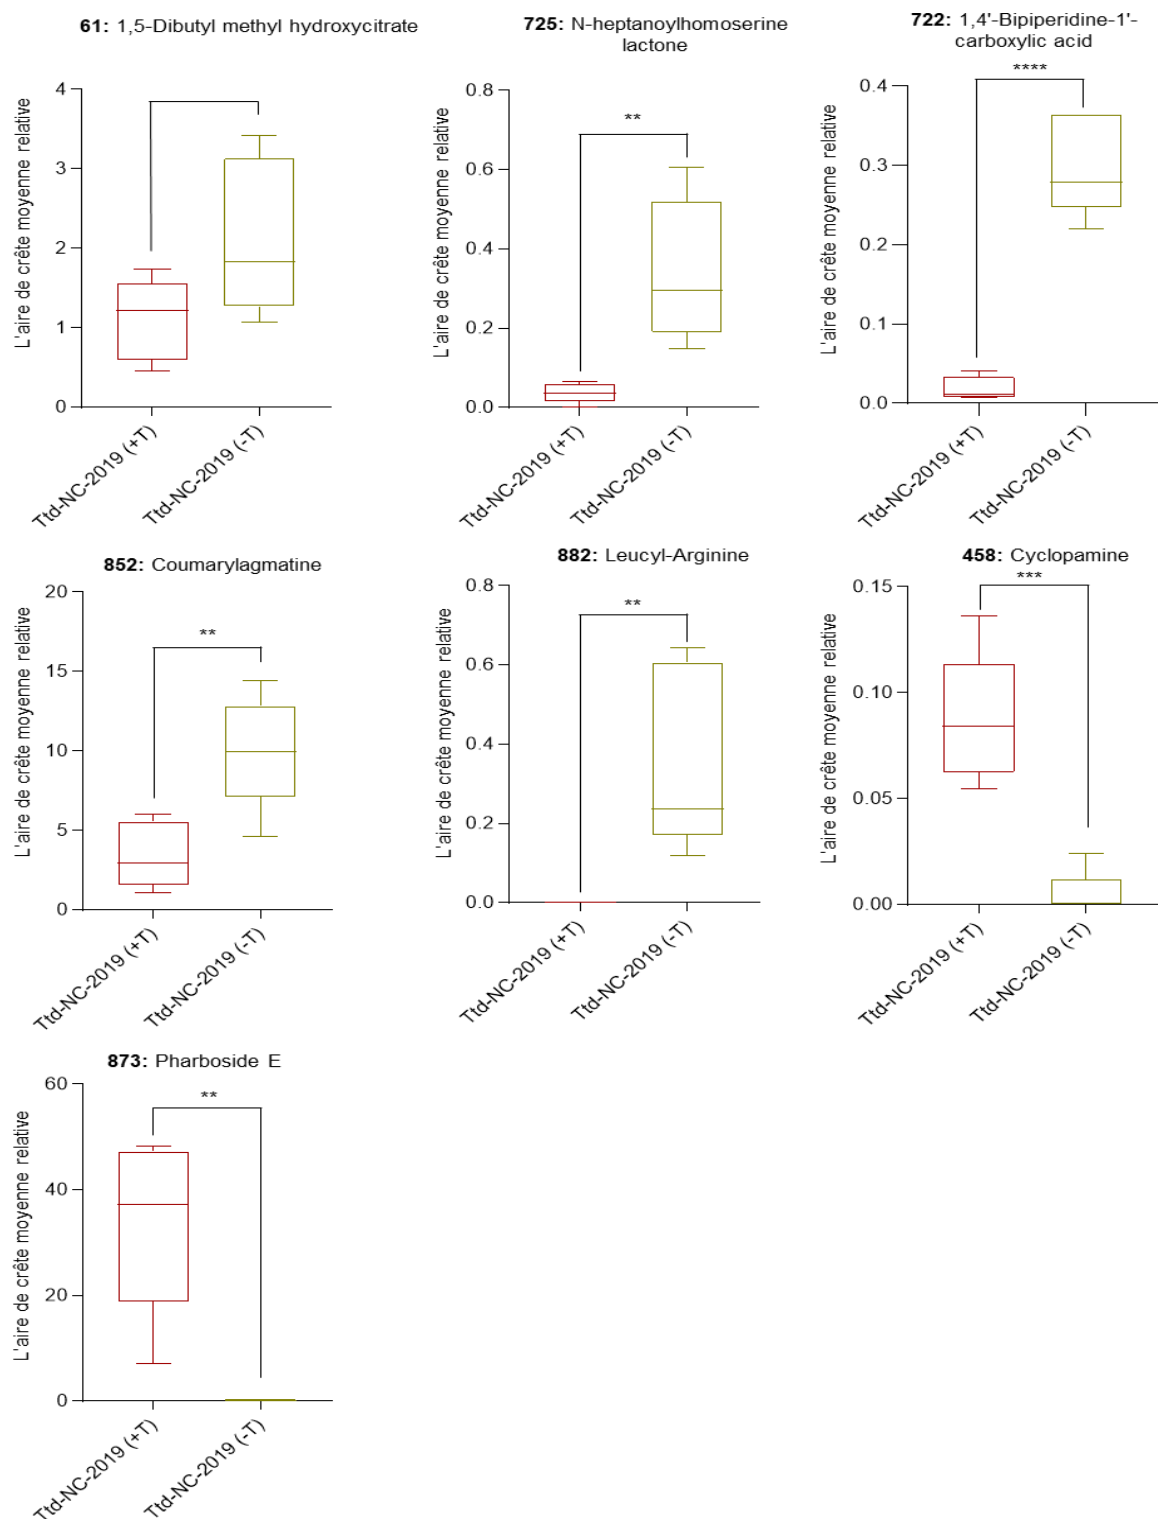 61: 1,5-Dibutyl methyl hydroxycitrate
L'aire de crête moyenne relative
4
3
2
1
0
Ttd-NC-2019 (+T)
Ttd-NC-2019 (-T)
725: N-heptanoylhomoserine
lactone
L'aire de crête moyenne relative
0.8
0.6
0.4
0.2
0.0
**
Ttd-NC-2019 (+T)
Ttd-NC-2019 (-T)
722: 1,4'-Bipiperidine-1'-
carboxylic acid
L'aire de crête moyenne relative
0.4
0.3
0.2
0.1
0.0
****
Ttd-NC-2019 (+T)
Ttd-NC-2019 (-T)
852: Coumarylagmatine
L'aire de crête moyenne relative
20
15
10
5
0
**
Ttd-NC-2019 (+T)
Ttd-NC-2019 (-T)
882: Leucyl-Arginine
L'aire de crête moyenne relative
0.8
0.6
0.4
0.2
0.0
**
Ttd-NC-2019 (+T)
Ttd-NC-2019 (-T)
458: Cyclopamine
L'aire de crête moyenne relative
0.15
0.10
0.05
0.00
***
Ttd-NC-2019 (+T)
Ttd-NC-2019 (-T)
873: Pharboside E
L'aire de crête moyenne relative
60
40
20
0
**
Ttd-NC-2019 (+T)
Ttd-NC-2019 (-T)